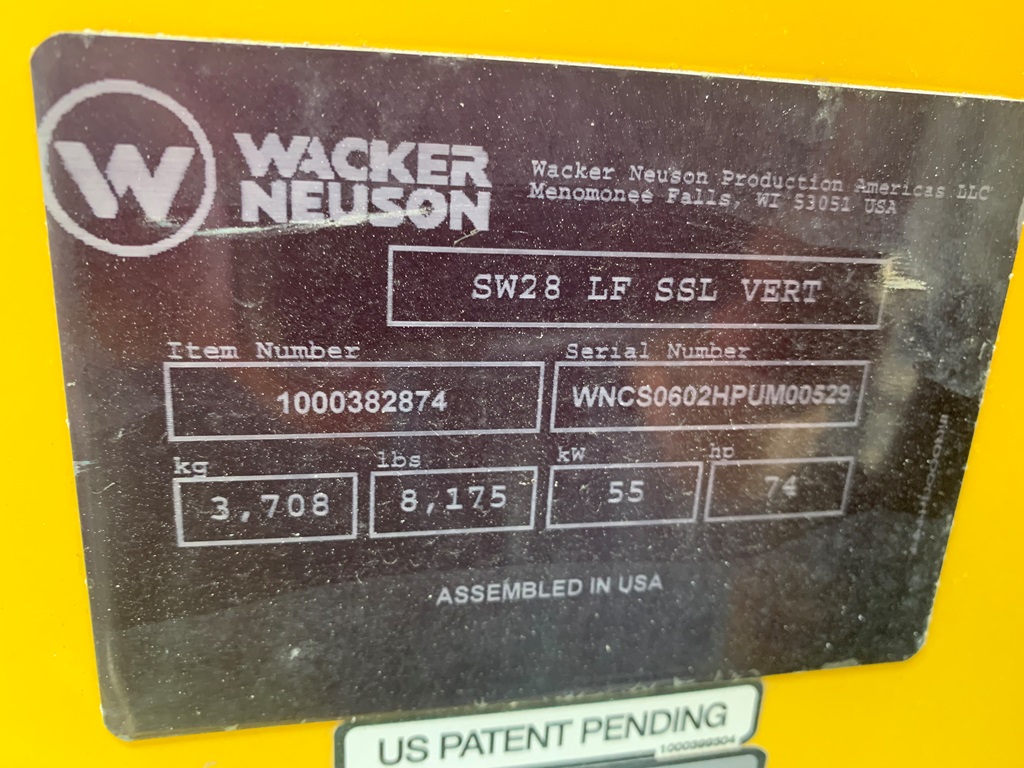 W
WACKER
NEUSON
Wacker Neuson Production Americas LLC
Menomonee Falls, WI 53051 USA
SW28 LF SSL VERT
Item Number
Serial Number
1000382874
WNCS0602HPUM00529
kg
lbs
kW
hp
3,708
8,175
55
74
ASSEMBLED IN USA
US PATENT PENDING
1000399304